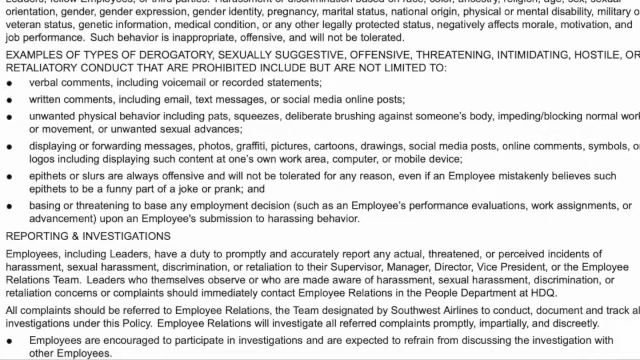 Leaders, fellow Employees, or third parties. Harassment or discrimination based on race, color, ancestry, religion, age, sex, sexual
orientation, gender, gender expression, gender identity, pregnancy, marital status, national origin, physical or mental disability, military o
veteran status, genetic information, medical condition, or any other legally protected status, negatively affects morale, motivation, and
job performance. Such behavior is inappropriate, offensive, and will not be tolerated.
EXAMPLES OF TYPES OF DEROGATORY, SEXUALLY SUGGESTIVE, OFFENSIVE, THREATENING, INTIMIDATING, HOSTILE, OR
RETALIATORY CONDUCT THAT ARE PROHIBITED INCLUDE BUT ARE NOT LIMITED TO:
● verbal comments, including voicemail or recorded statements;
● written comments, including email, text messages, or social media online posts;
● unwanted physical behavior including pats, squeezes, deliberate brushing against someone's body, impeding/blocking normal work
or movement, or unwanted sexual advances;
● displaying or forwarding messages, photos, graffiti, pictures, cartoons, drawings, social media posts, online comments, symbols, o
logos including displaying such content at one's own work area, computer, or mobile device;
● epithets or slurs are always offensive and will not be tolerated for any reason, even if an Employee mistakenly believes such
epithets to be a funny part of a joke or prank; and
● basing or threatening to base any employment decision (such as an Employee's performance evaluations, work assignments, or
advancement) upon an Employee's submission to harassing behavior.
REPORTING & INVESTIGATIONS
Employees, including Leaders, have a duty to promptly and accurately report any actual, threatened, or perceived incidents of
harassment, sexual harassment, discrimination, or retaliation to their Supervisor, Manager, Director, Vice President, or the Employee
Relations Team. Leaders who themselves observe or who are made aware of harassment, sexual harassment, discrimination, or
retaliation concerns or complaints should immediately contact Employee Relations in the People Department at HDQ.
All complaints should be referred to Employee Relations, the Team designated by Southwest Airlines to conduct, document and track al
investigations under this Policy. Employee Relations will investigate all referred complaints promptly, impartially, and discreetly.
● Employees are encouraged to participate in investigations and are expected to refrain from discussing the investigation with
other Employees.